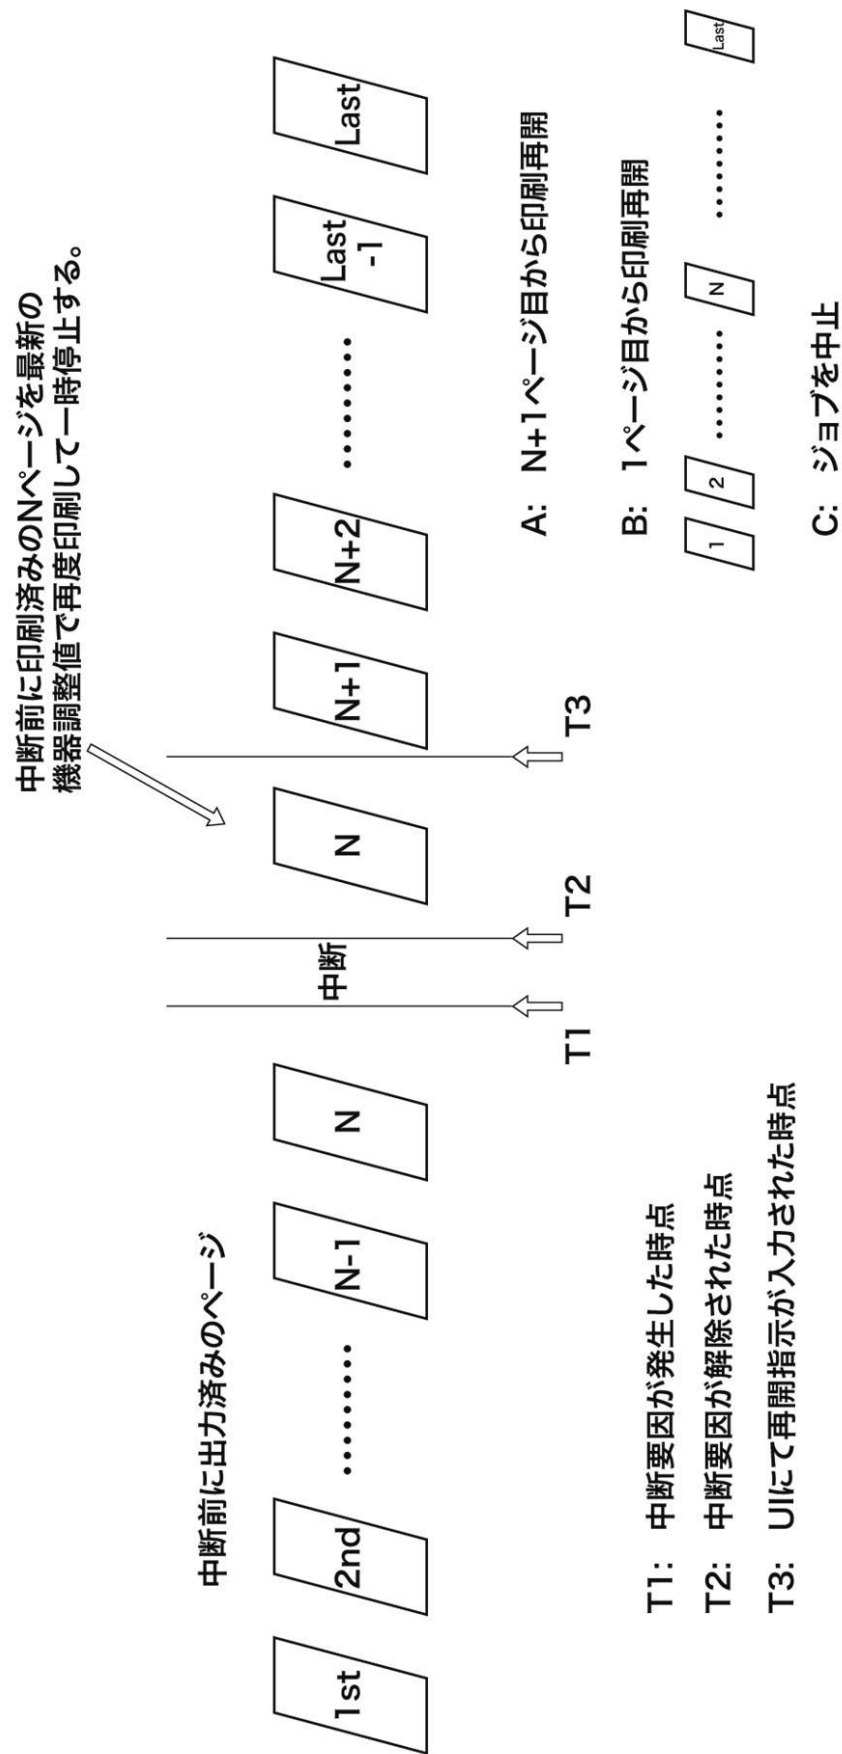 中断前に印刷済みのNページを最新の
機器調整値で再度印刷して一時停止する。
中断前に出力済みのページ
1st
2nd
………
N-1
N
中断
N
N+1
N+2
………
Last
-1
Last
T1
T2
T3
T1: 中断要因が発生した時点
T2: 中断要因が解除された時点
T3: UIにて再開指示が入力された時点
A: N+1ページ目から印刷再開
B: 1ページ目から印刷再開
1
2
………
N
………
Last
C: ジョブを中止